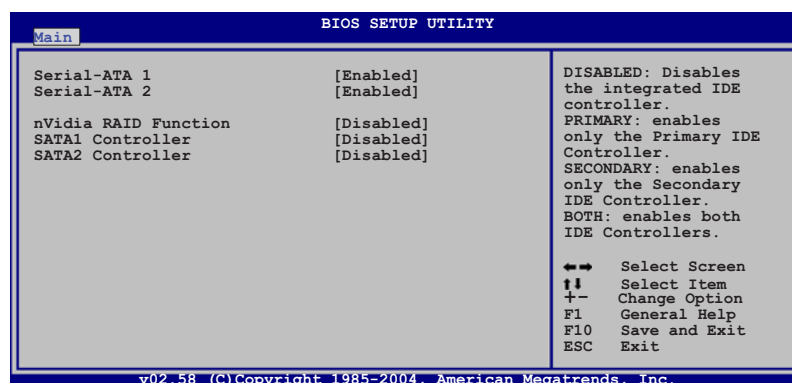 BIOS SETUP UTILITY
Main
Serial-ATA 1 [Enabled]
Serial-ATA 2 [Enabled]
nVidia RAID Function [Disabled]
SATA1 Controller [Disabled]
SATA2 Controller [Disabled]
DISABLED: Disables
the integrated IDE
controller.
PRIMARY: enables
only the Primary IDE
Controller.
SECONDARY: enables
only the Secondary
IDE Controller.
BOTH: enables both
IDE Controllers.
←→ Select Screen
↑↓ Select Item
+- Change Option
F1 General Help
F10 Save and Exit
ESC Exit
v02.58 (C)Copyright 1985-2004, American Megatrends, Inc.